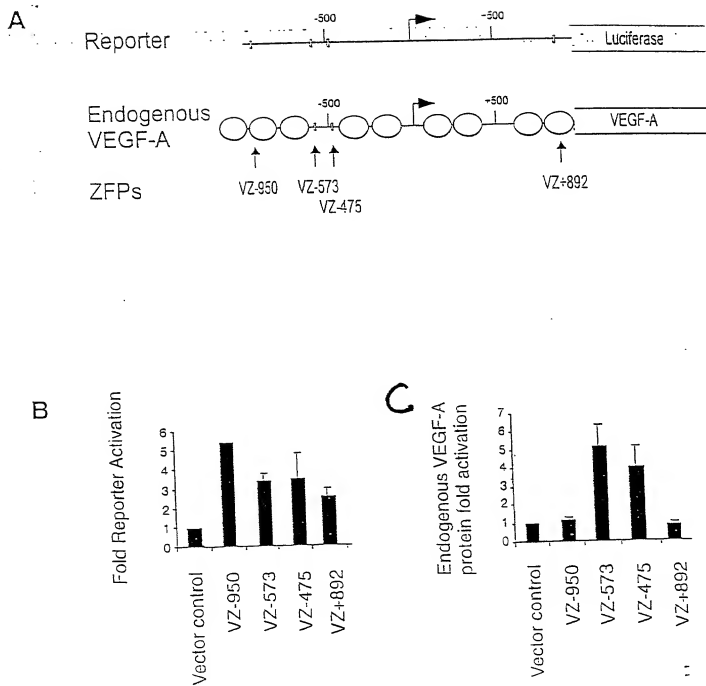 A
-500
-500
Reporter
Luciferase
Endogenous
VEGF-A
-500
+500
VEGF-A
ZFPs
VZ-950
VZ-573
VZ-475
VZ+892
B
Fold Reporter Activation
6
5
4
3
2
1
0
Vector control
VZ-950
VZ-573
VZ-475
VZ+892
C
Endogenous VEGF-A
protein fold activation
7
6
5
4
3
2
1
0
Vector control
VZ-950
VZ-573
VZ-475
VZ+892